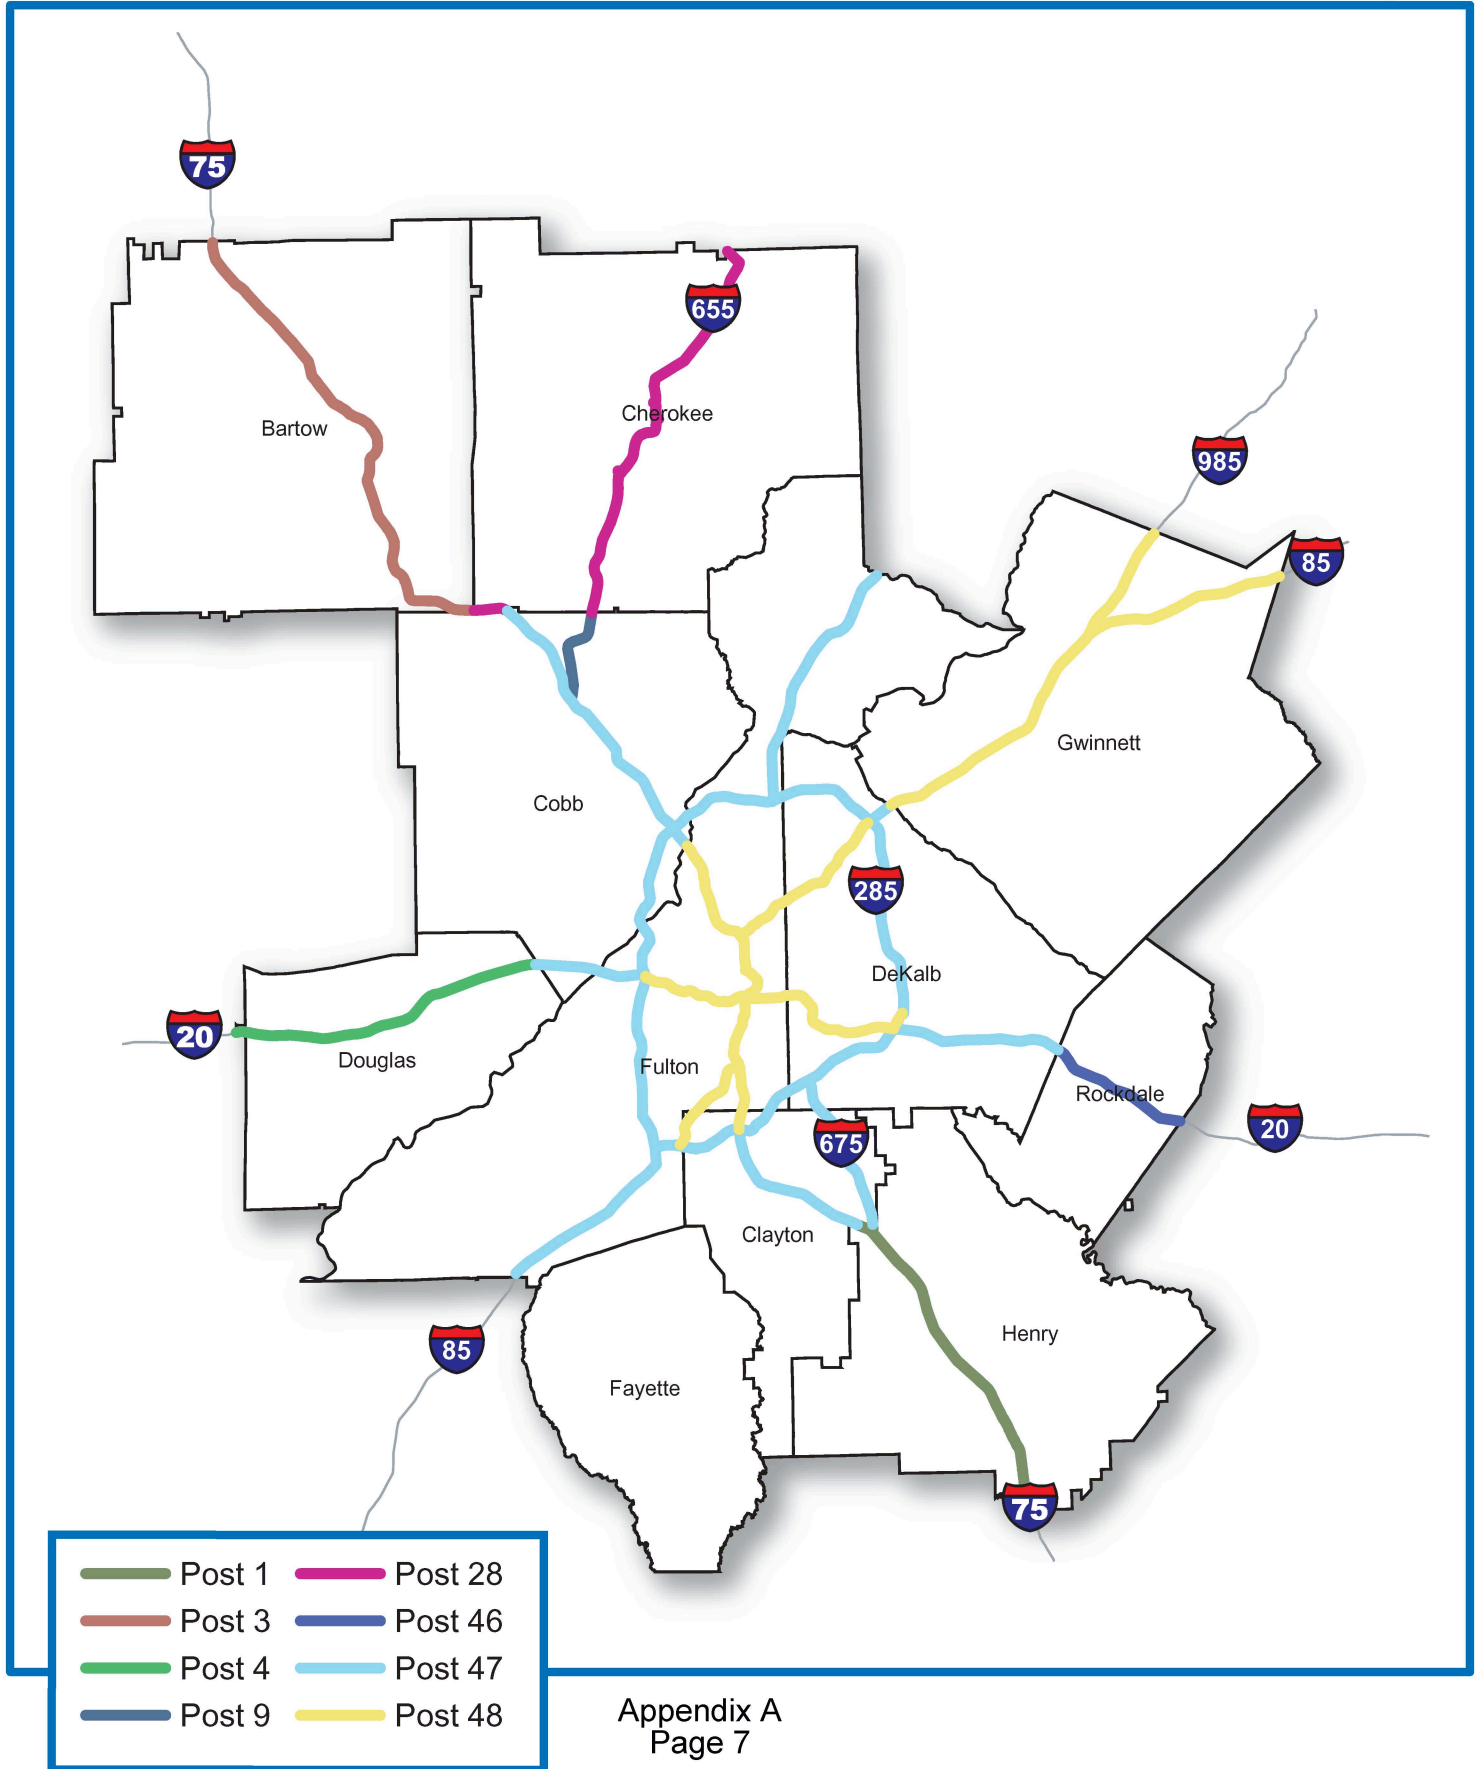 75
655
Cherokee
Bartow
985
85
Gwinnett
Cobb
285
DeKalb
20
Douglas
Fulton
Rockdale
20
675
Clayton
Henry
85
Fayette
75
Post 1
Post 28
Post 3
Post 46
Post 4
Post 47
Post 9
Post 48
Appendix A
Page 7